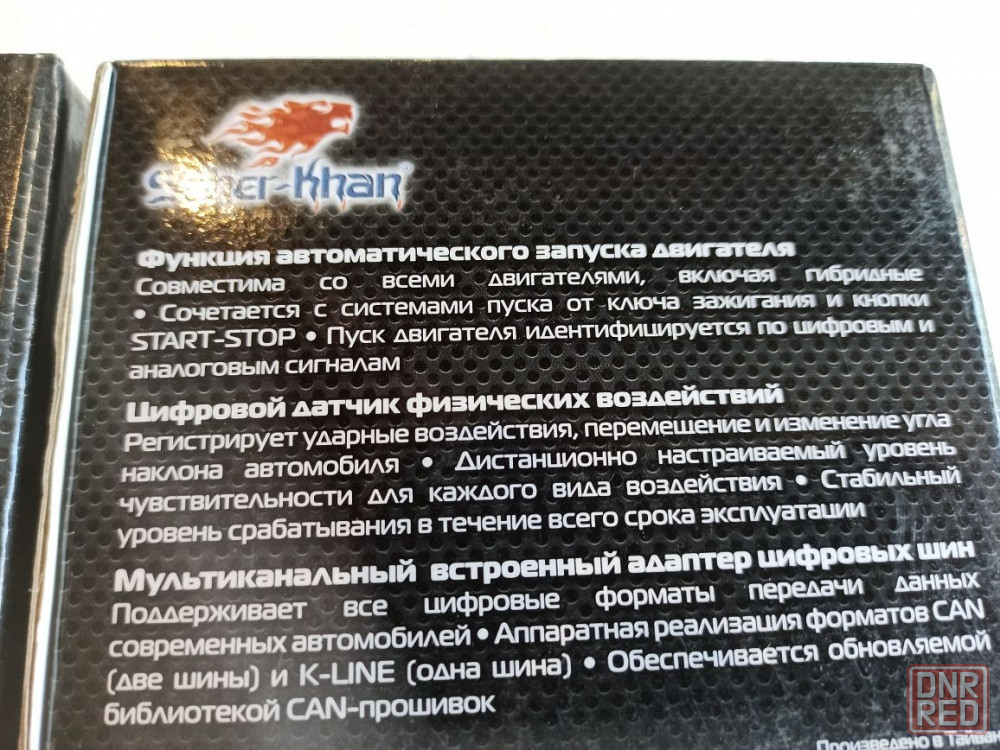 Scher-Khan
Функция автоматического запуска двигателя
Совместима со всеми двигателями, включая гибридные
• Сочетается с системами пуска от ключа зажигания и кнопки
START-STOP • Пуск двигателя идентифицируется по цифровым и
аналоговым сигналам
Цифровой датчик физических воздействий
Регистрирует ударные воздействия, перемещение и изменение угла
наклона автомобиля • Дистанционно настраиваемый уровень
чувствительности для каждого вида воздействия • Стабильный
уровень срабатывания в течение всего срока эксплуатации
Мультиканальный встроенный адаптер цифровых шин
Поддерживает все цифровые форматы передачи данных
современных автомобилей • Аппаратная реализация форматов CAN
(две шины) и K-LINE (одна шина) • Обеспечивается обновляемой
библиотекой CAN-прошивок
DNR
RED
Произведено в